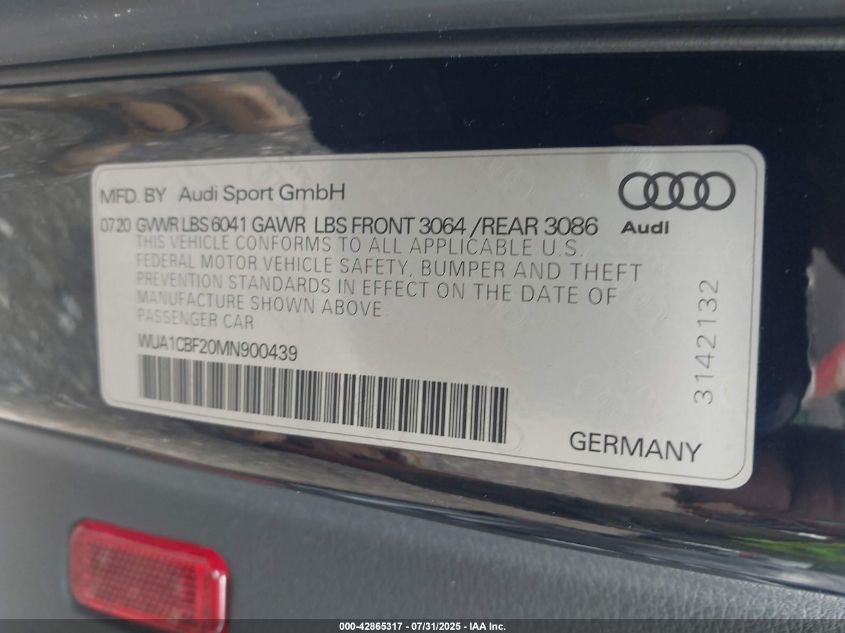 MFD. BY Audi Sport GmbH
07.20 GVWR LBS 6041 GAWR LBS FRONT 3064 / REAR 3086
Audi
THIS VEHICLE CONFORMS TO ALL APPLICABLE U.S.
FEDERAL MOTOR VEHICLE SAFETY, BUMPER AND THEFT
PREVENTION STANDARDS IN EFFECT ON THE DATE OF
MANUFACTURE SHOWN ABOVE
PASSENGER CAR
WUA1CBF20MN900439
3142132
GERMANY
000-42865317 - 07/31/2025 - IAA Inc.